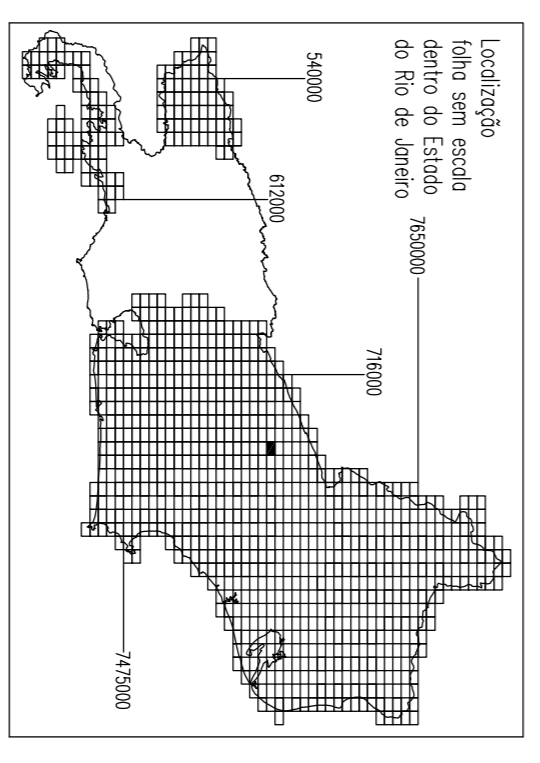 Localização
folha sem escala
dentro do Estado
do Rio de Janeiro
7650000
540000
612000
716000
7475000